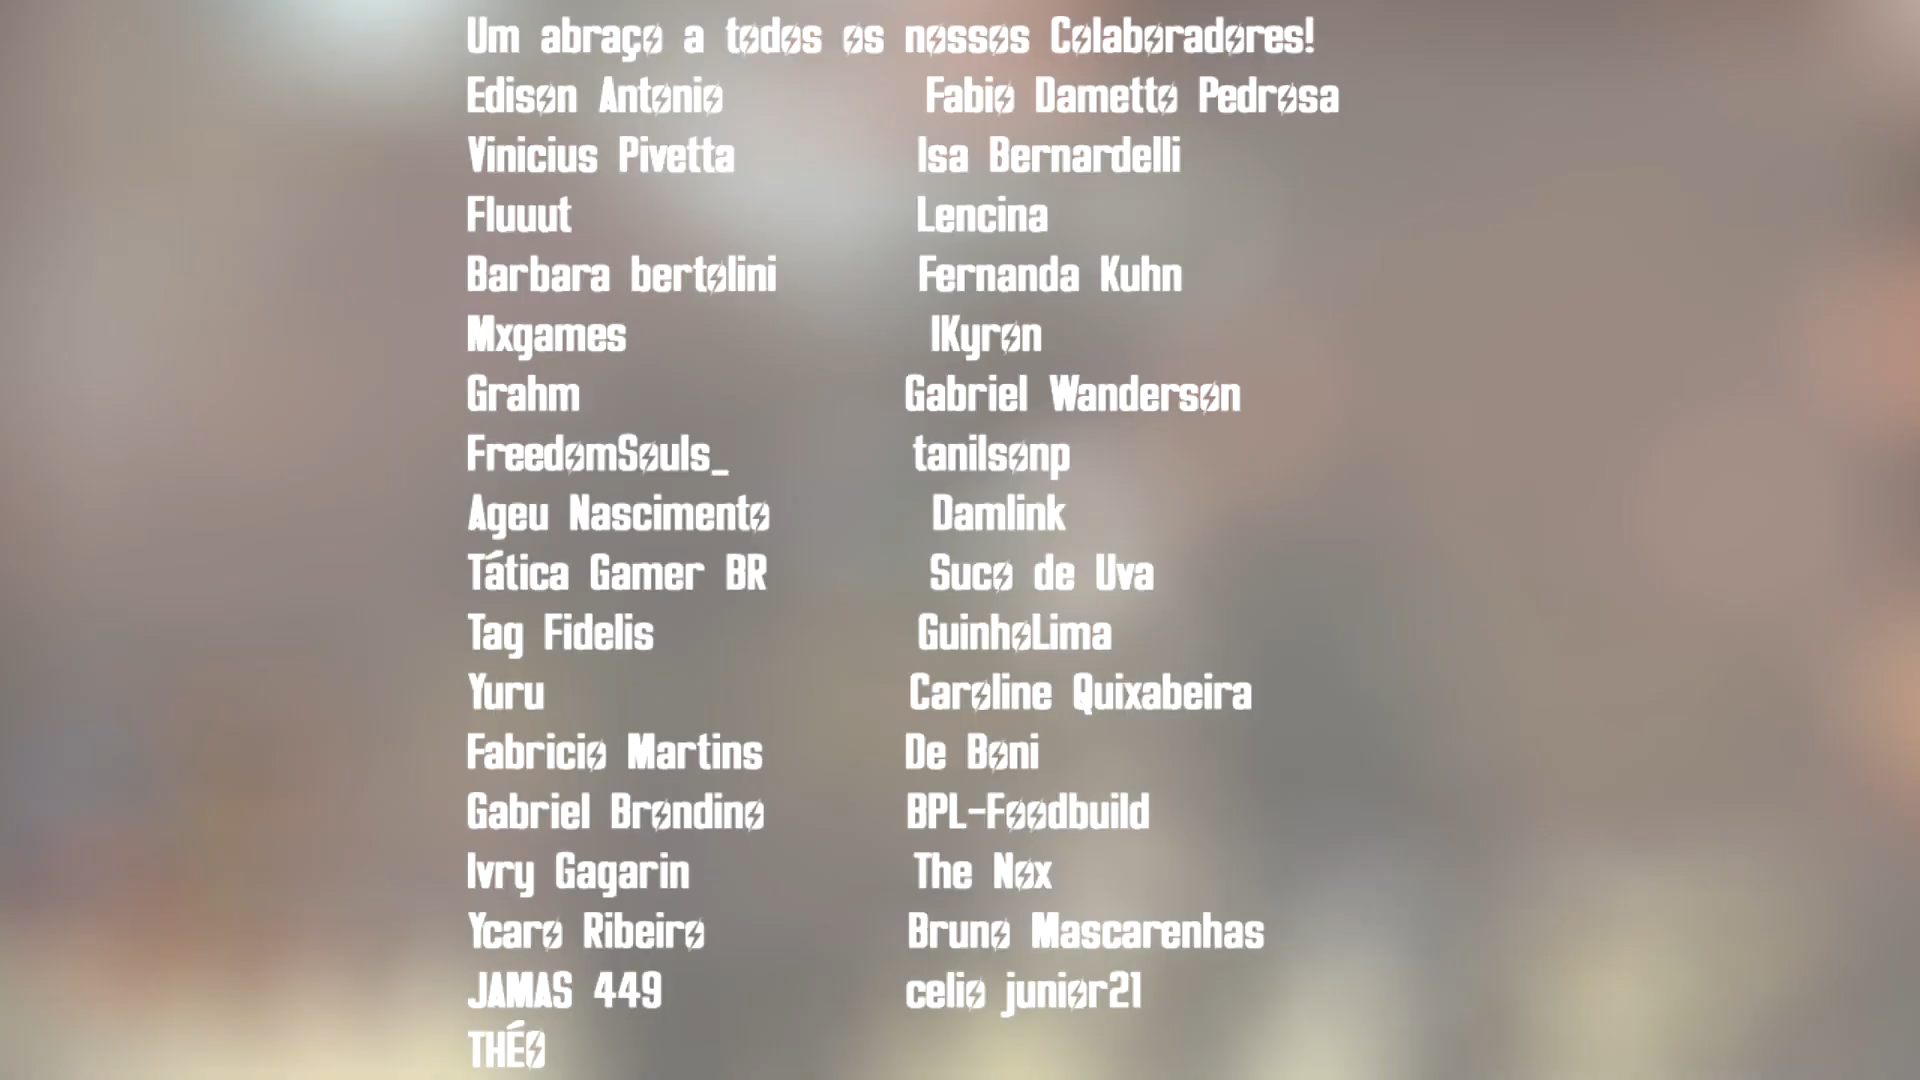 Um abraço a todos os nossos Colaboradores!
Edison Antonio Fabio Dametto Pedrosa
Vinicius Pivetta Isa Bernardelli
Fluuut Lencina
Barbara bertolini Fernanda Kuhn
Mxgames IKyron
Grahm Gabriel Wanderson
FreedomSouls_ tanilsonp
Ageu Nascimento Damlink
Tática Gamer BR Suco de Uva
Tag Fidelis GuinhoLima
Yuru Caroline Quixabeira
Fabricio Martins De Boni
Gabriel Brondino BPL-Foodbuild
Ivry Gagarin The Nox
Ycaro Ribeiro Bruno Mascarenhas
JAMAS 449 celio junior21
THÉO